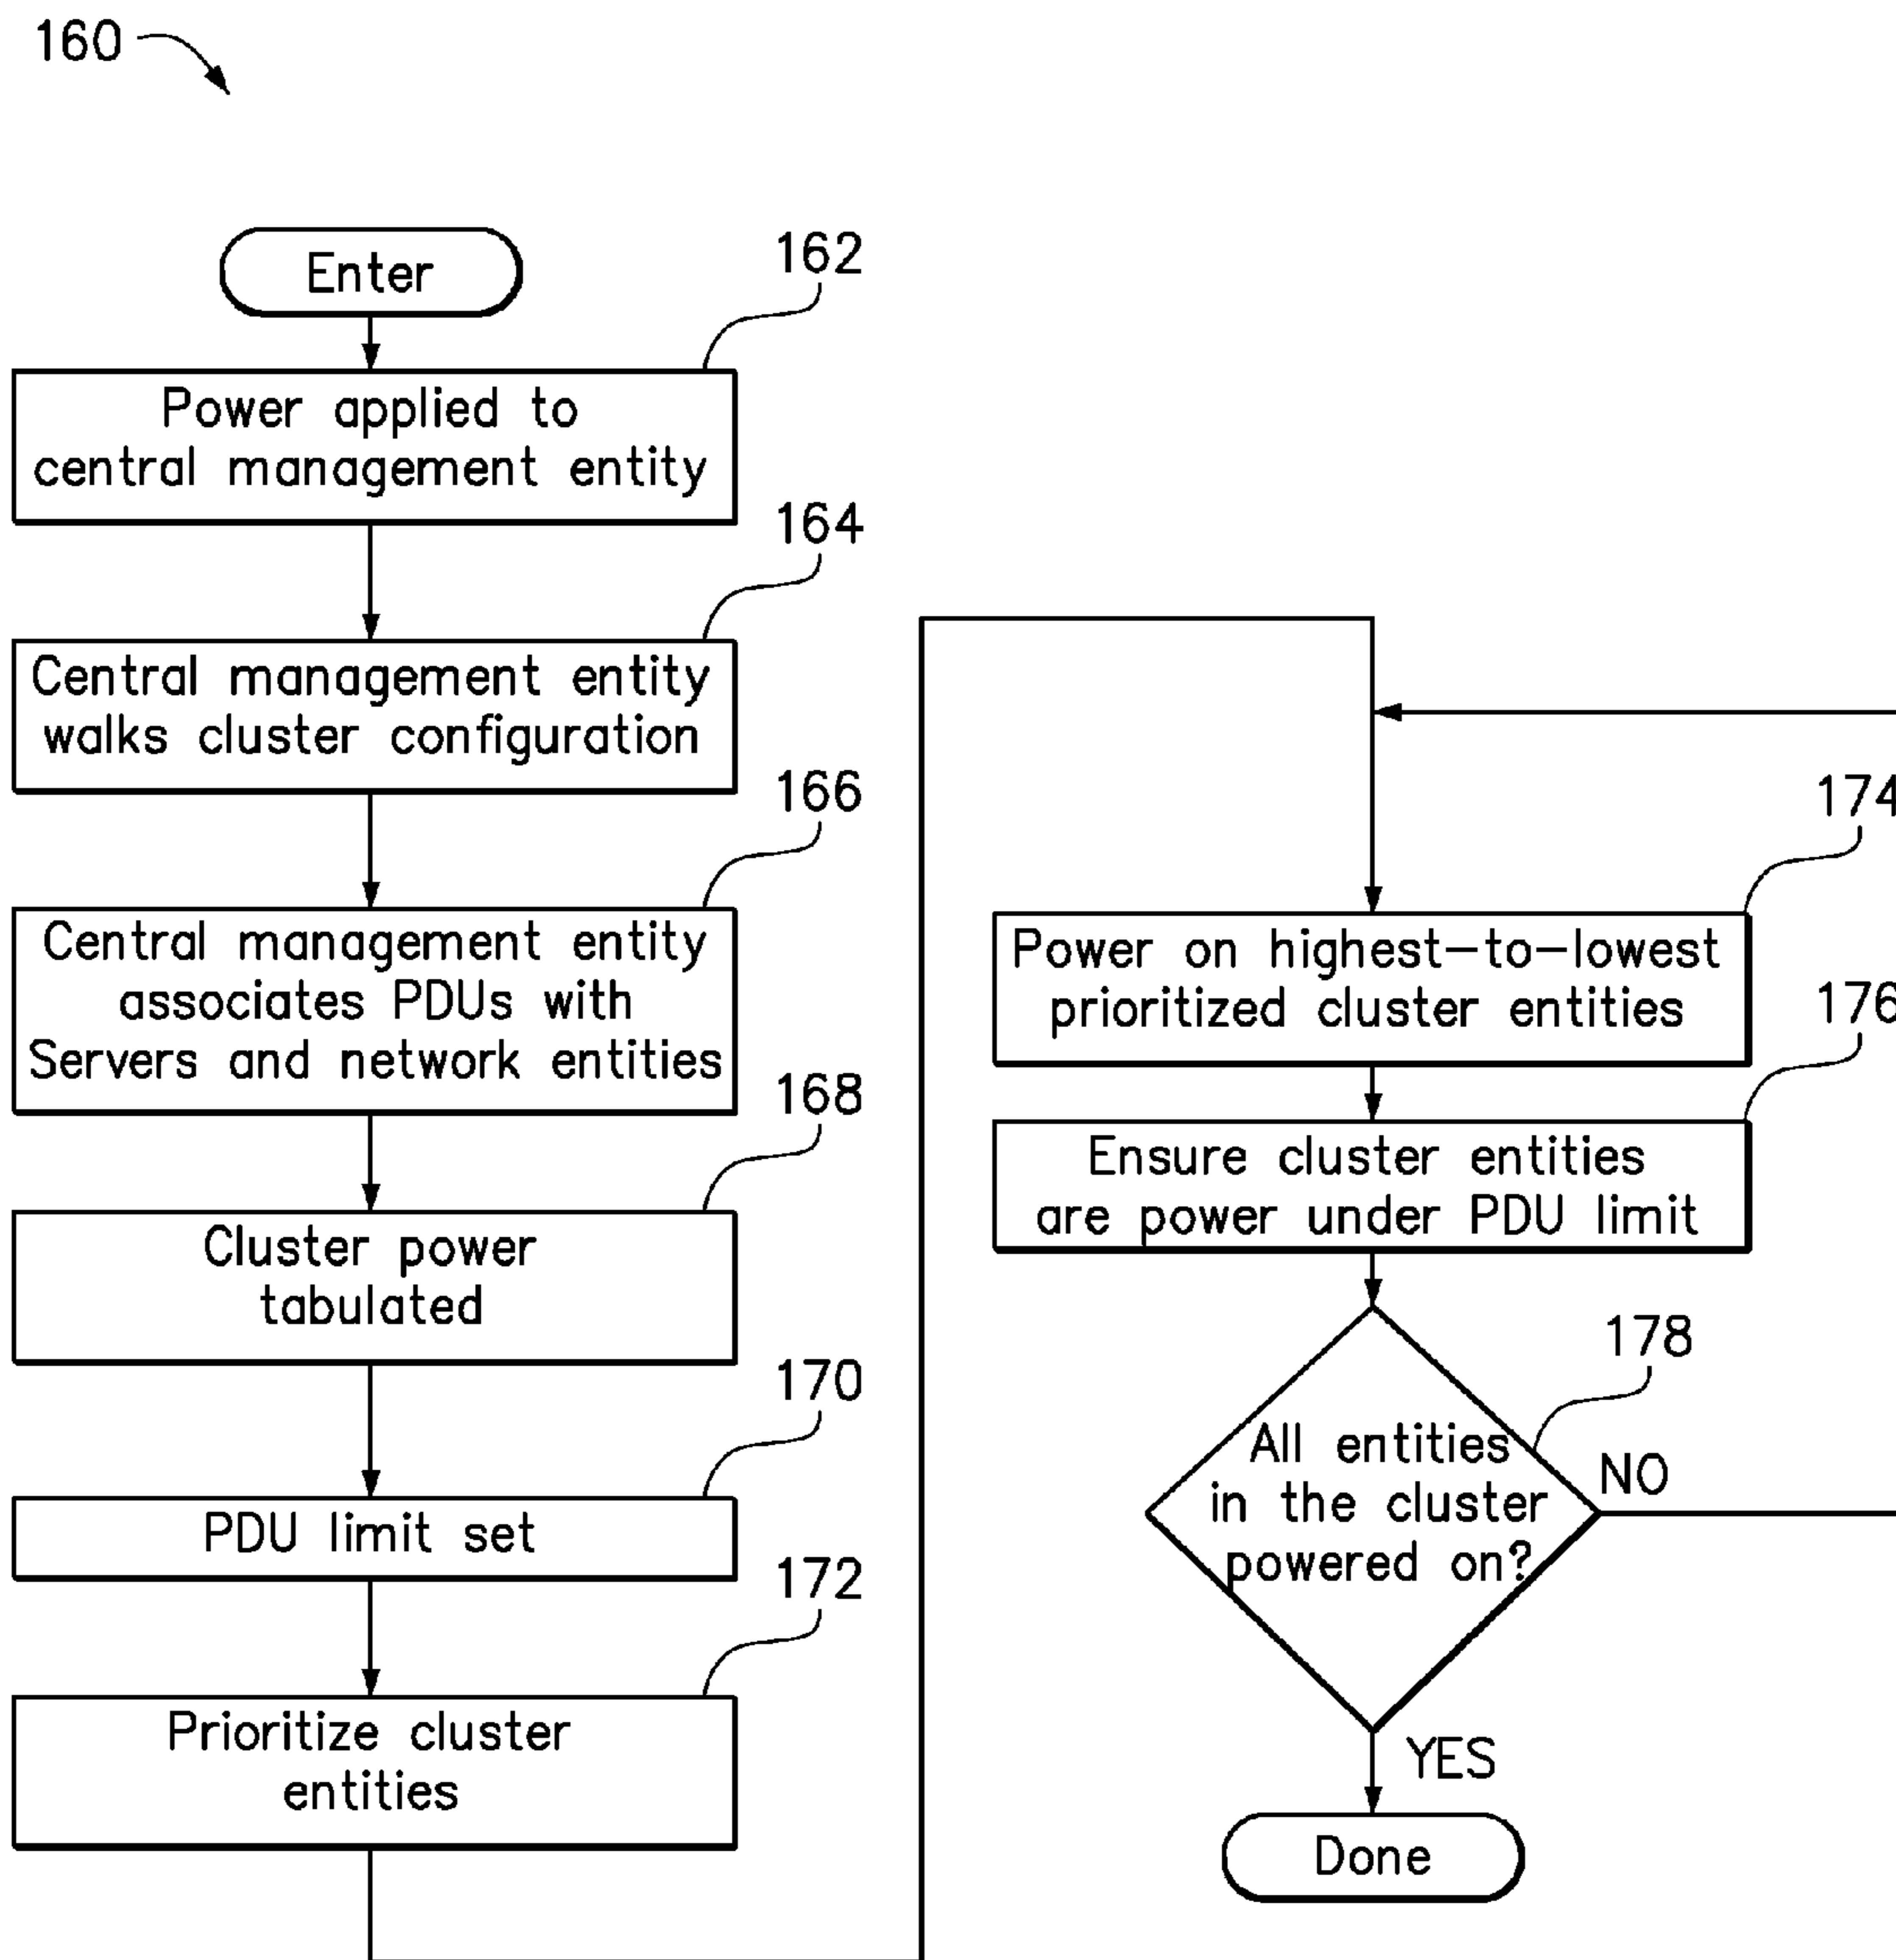 160
Enter
162
Power applied to
central management entity
164
Central management entity
walks cluster configuration
166
Central management entity
associates PDUs with
Servers and network entities
168
Cluster power
tabulated
170
PDU limit set
172
Prioritize cluster
entities
174
Power on highest-to-lowest
prioritized cluster entities
176
Ensure cluster entities
are power under PDU limit
178
All entities
in the cluster
powered on?
NO
YES
Done